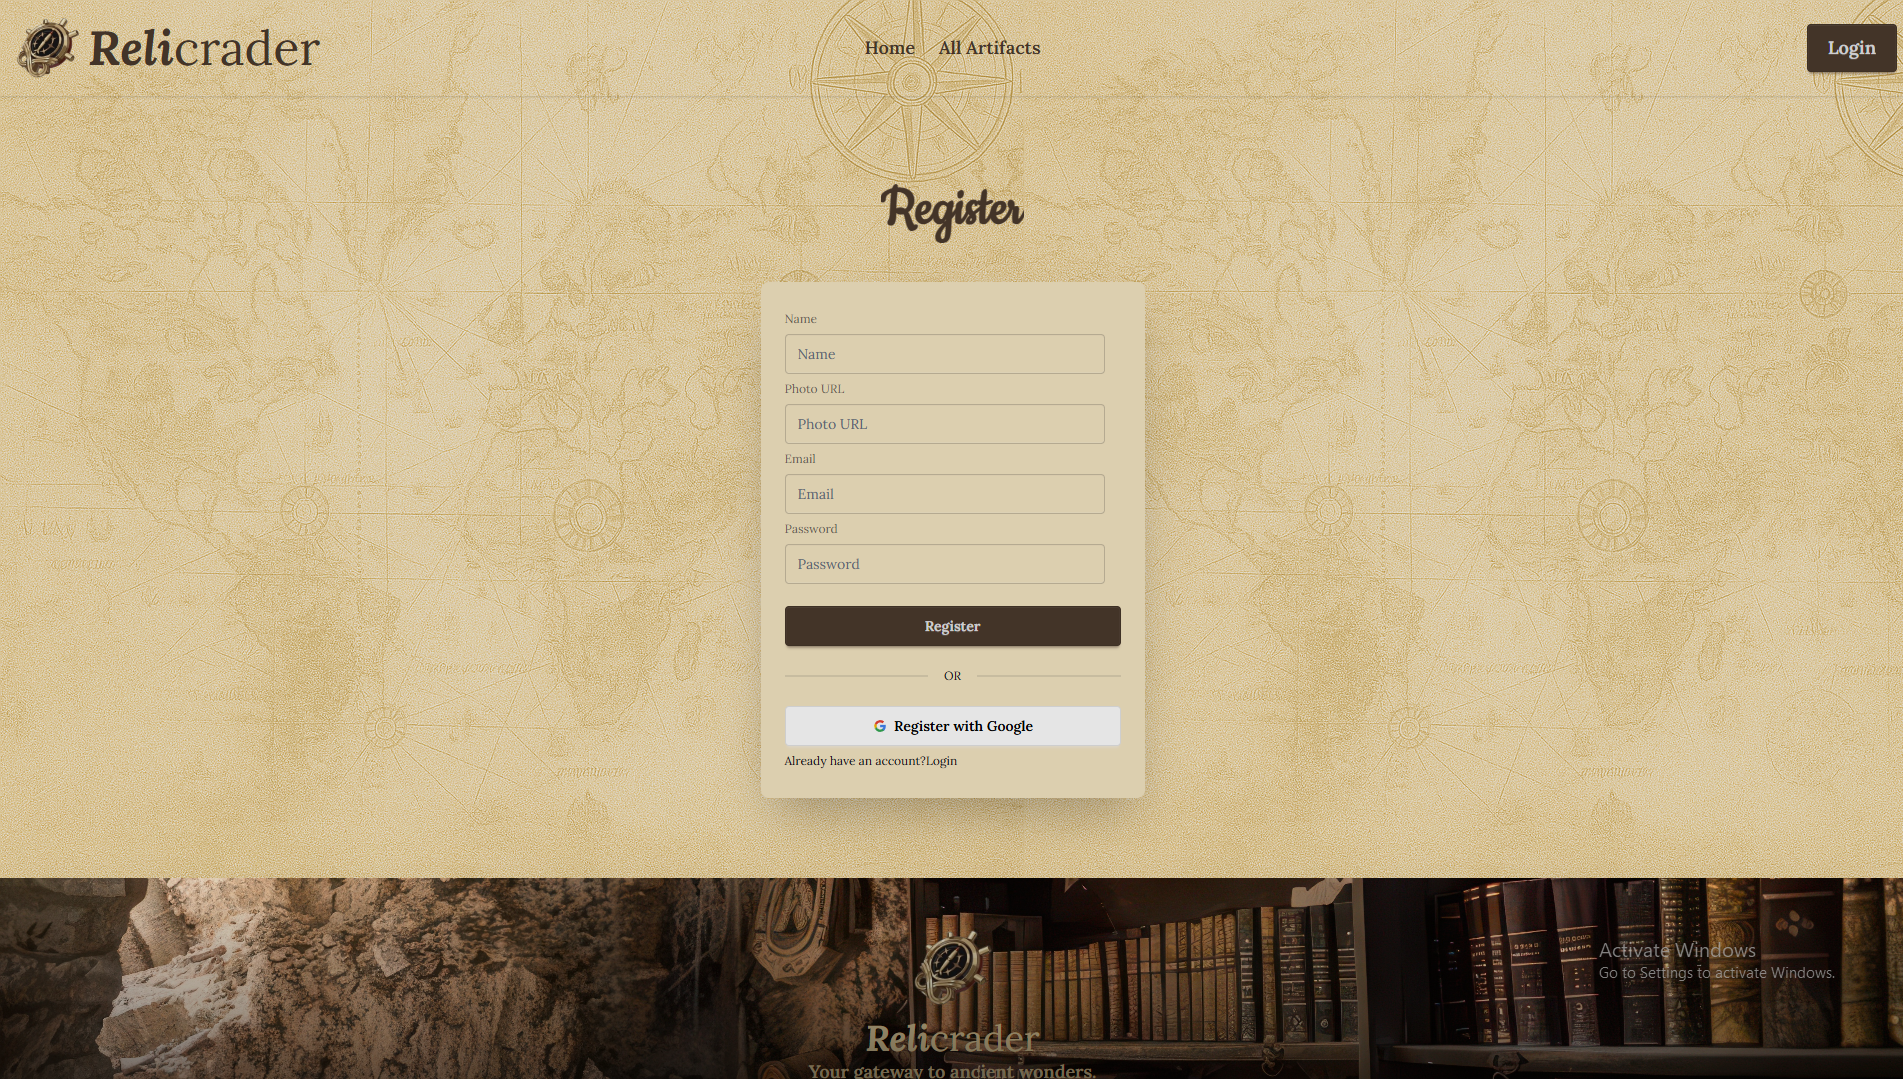 Relicrader
Home
All Artifacts
Login
Register
Name
Name
Photo URL
Photo URL
Email
Email
Password
Password
Register
OR
Register with Google
Already have an account?Login
Activate Windows
Go to Settings to activate Windows.
Relicrader
Your gateway to ancient wonders.